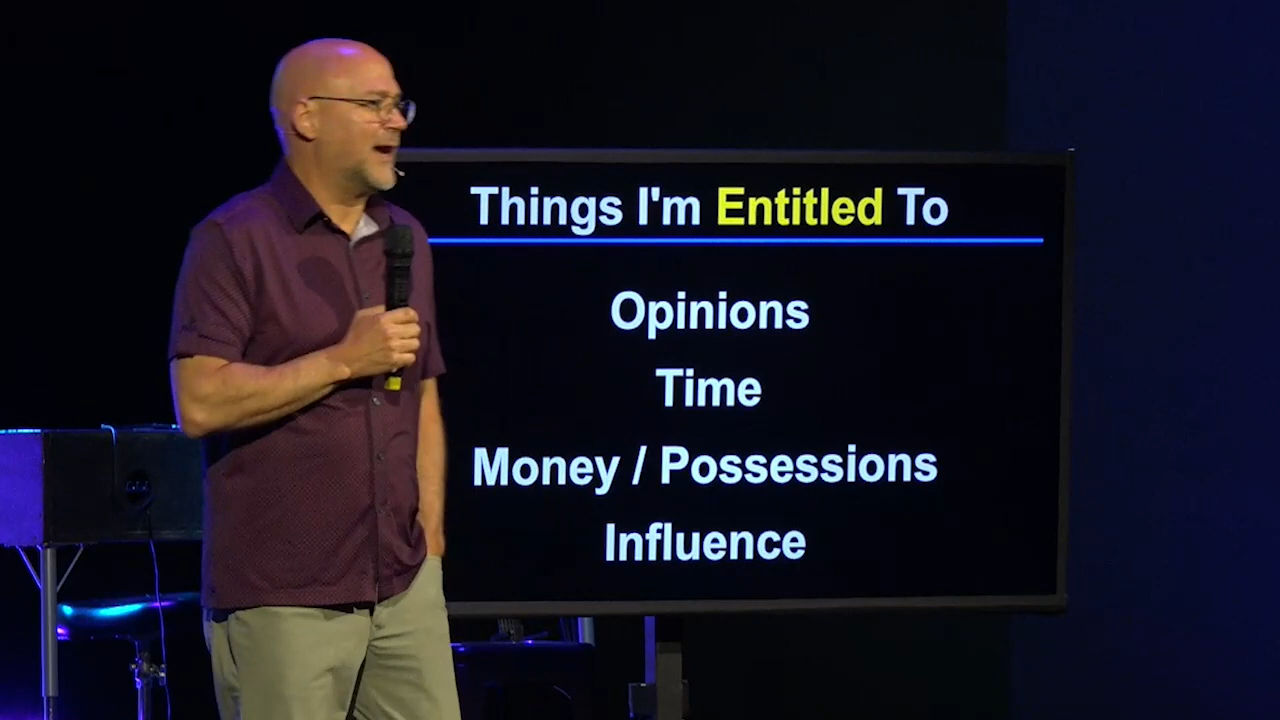 Things I'm Entitled To
Opinions
Time
Money / Possessions
Influence